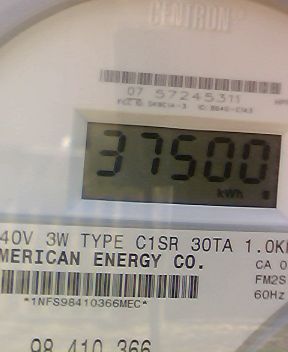 CENTRON
07 57245311
37500
kWh
40V 3W TYPE C1SR 30TA 1.0K
MERICAN ENERGY CO.
CA 0
FM2S
60Hz
*1NFS98410366MEC*
98 410 366